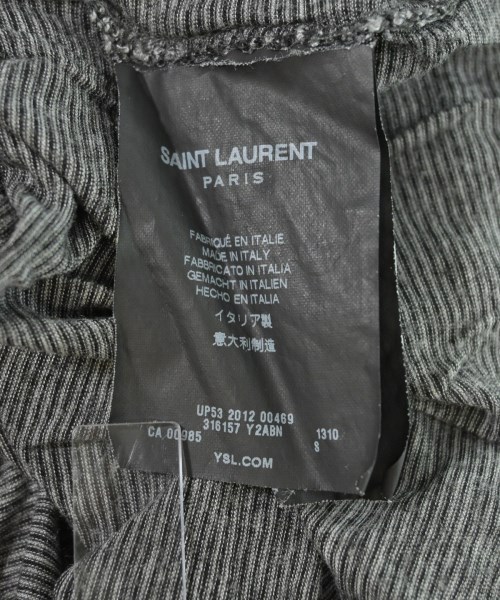 SAINT LAURENT
PARIS
FABRIQUÉ EN ITALIE
MADE IN ITALY
FABBRICATO IN ITALIA
GEMACHT IN ITALIEN
HECHO EN ITALIA
イタリア製
意大利制造
UP53 2012 00469
316157 Y2ABN
CA 00985
1310
S
YSL.COM